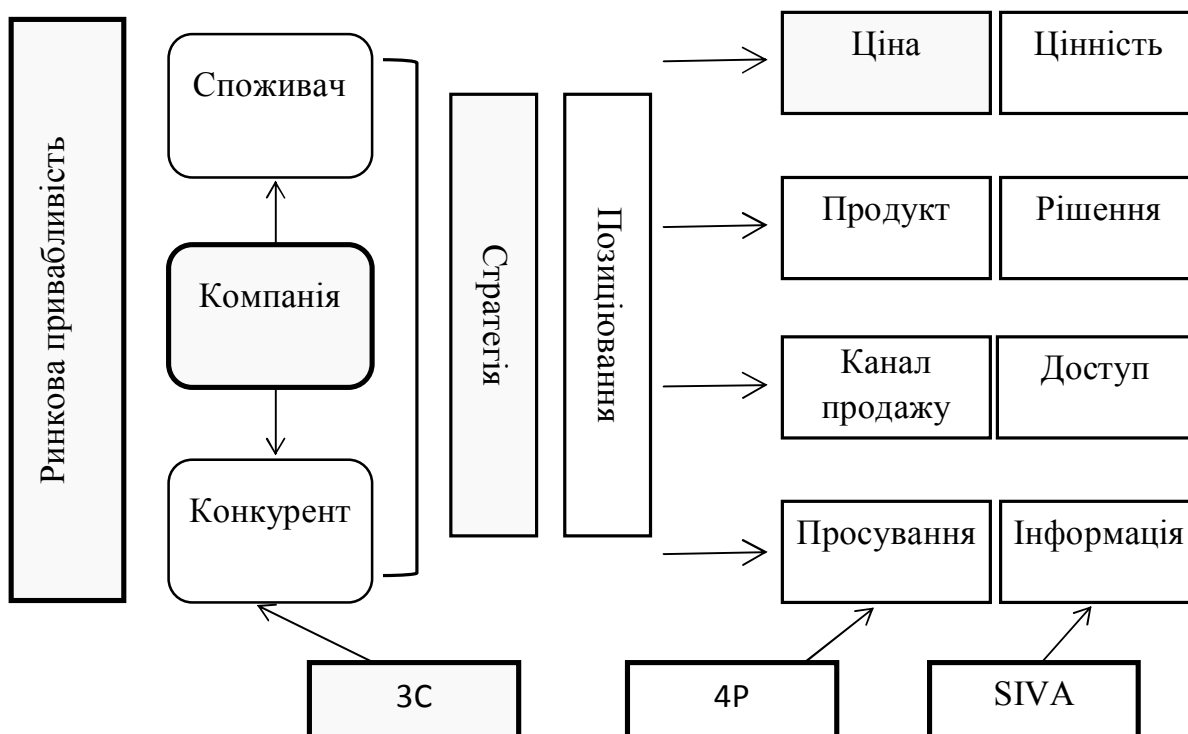 Ринкова привабливість
Споживач
Компанія
Конкурент
Стратегія
Позиціювання
Ціна
Цінність
Продукт
Рішення
Канал
продажу
Доступ
Просування
Інформація
3C
4P
SIVA